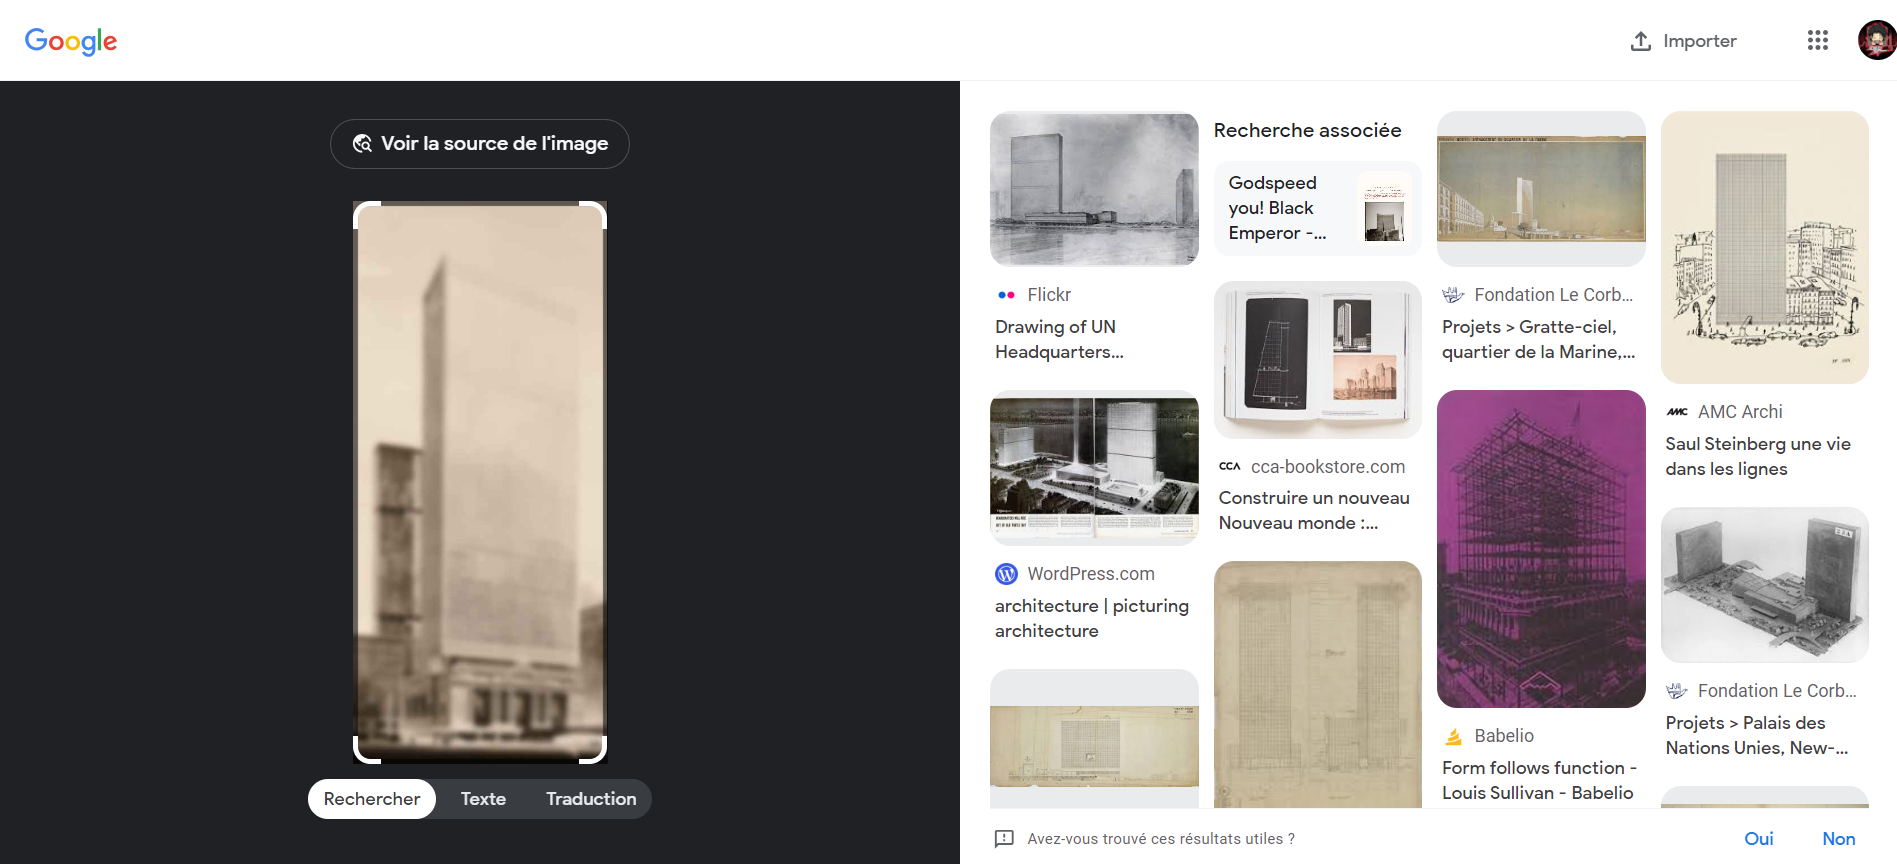 Google
Importer
Voir la source de l'image
Rechercher
Texte
Traduction
Flickr
Drawing of UN
Headquarters...
WordPress.com
architecture | picturing
architecture
Recherche associée
Godspeed
you! Black
Emperor -...
CCA
cca-bookstore.com
Construire un nouveau
Nouveau monde :...
Fondation Le Corb...
Projets > Gratte-ciel,
quartier de la Marine,...
Babelio
Form follows function -
Louis Sullivan - Babelio
AMC
AMC Archi
Saul Steinberg une vie
dans les lignes
Fondation Le Corb...
Projets > Palais des
Nations Unies, New-...
Avez-vous trouvé ces résultats utiles ?
Oui
Non